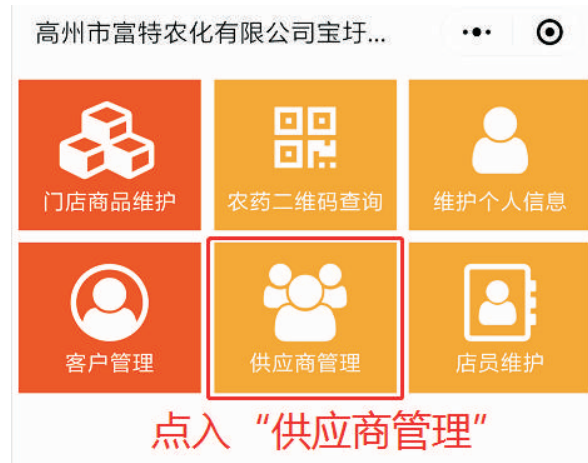 高州市富特农化有限公司宝圩...
门店商品维护 农药二维码查询 维护个人信息
客户管理 供应商管理 店员维护
点入“供应商管理”